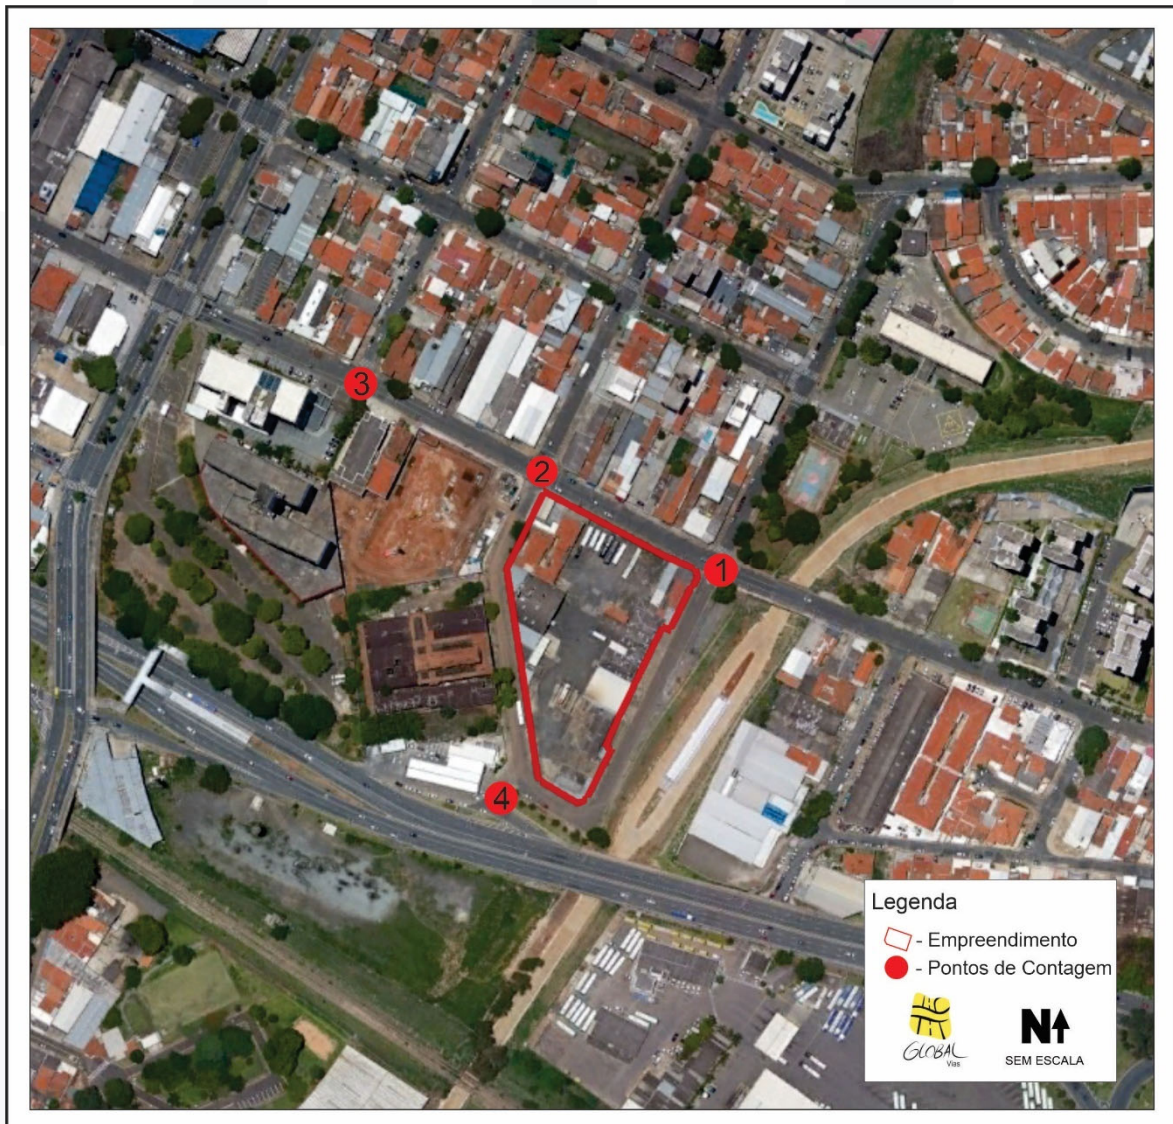 3
2
1
4
Legenda
- Empreendimento
- Pontos de Contagem
GLOBAL
Vias
N
SEM ESCALA